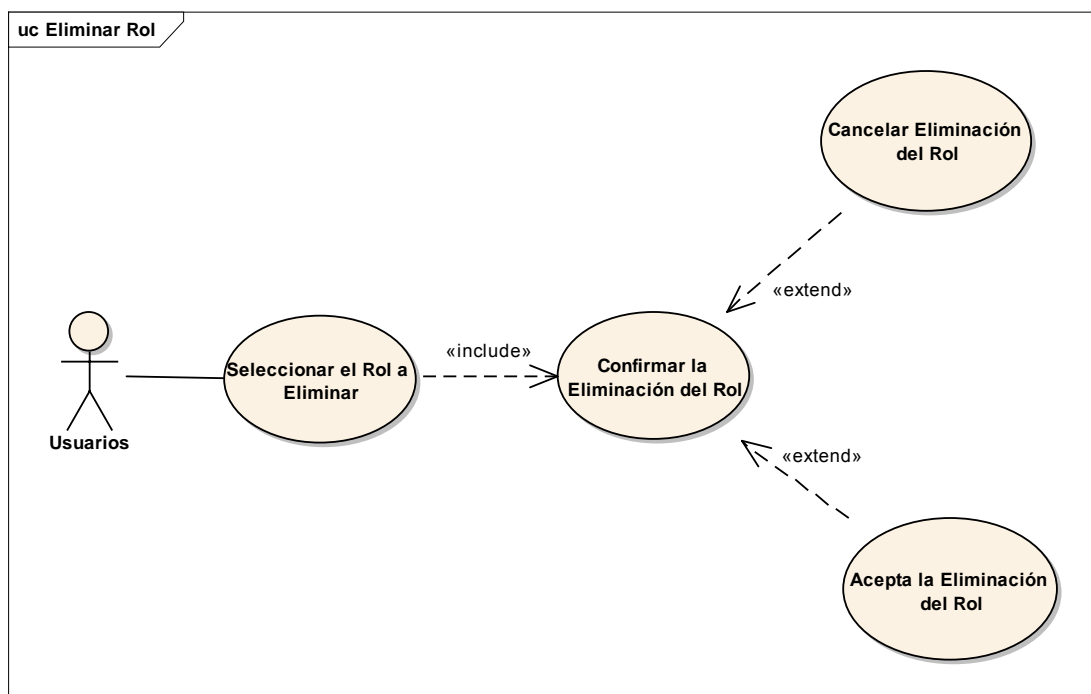 uc Eliminar Rol
Cancelar Eliminación
del Rol
«extend»
«include»
Seleccionar el Rol a
Eliminar
Confirmar la
Eliminación del Rol
Usuarios
«extend»
Acepta la Eliminación
del Rol